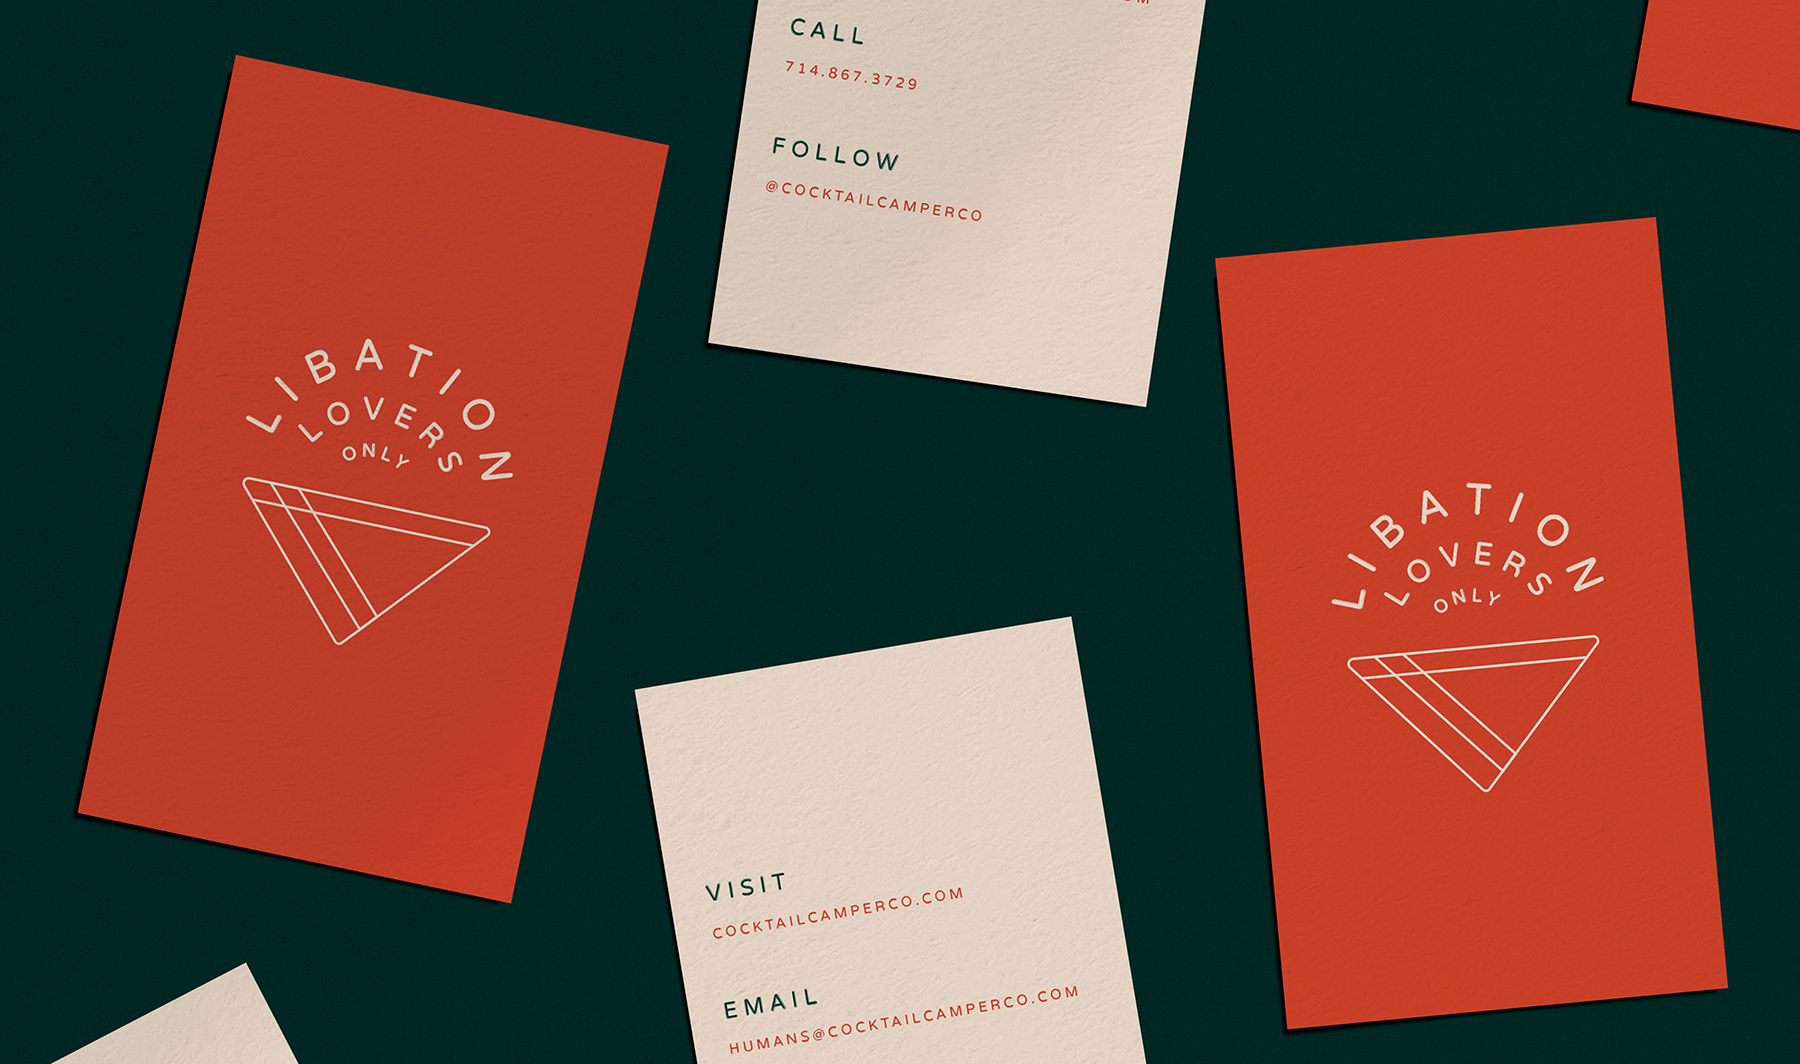 CALL
714.867.3729
FOLLOW
@COCKTAILCAMPERCO
LIBATION
LOVERS
ONLY
LIBATION
LOVERS
ONLY
VISIT
COCKTAILCAMPERCO.COM
EMAIL
HUMANS@COCKTAILCAMPERCO.COM